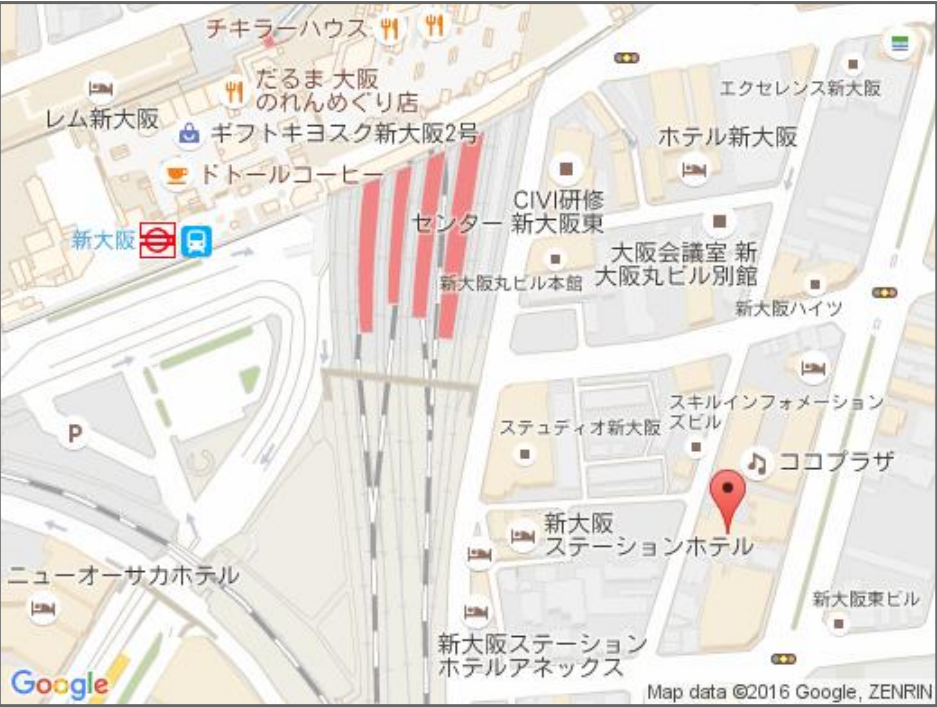 チキラーハウス
だるま 大阪
のれんめぐり店
エクセレンス新大阪
レム新大阪
ギフトキヨスク新大阪2号
ホテル新大阪
ドトールコーヒー
CIVI研修
センター 新大阪東
新大阪
大阪会議室 新
大阪丸ビル別館
新大阪丸ビル本館
新大阪ハイツ
スキルインフォメーション
ズビル
ステュディオ新大阪
P
ココプラザ
新大阪
ステーションホテル
ニューオーサカホテル
新大阪東ビル
新大阪ステーション
ホテルアネックス
Google
Map data ©2016 Google, ZENRIN